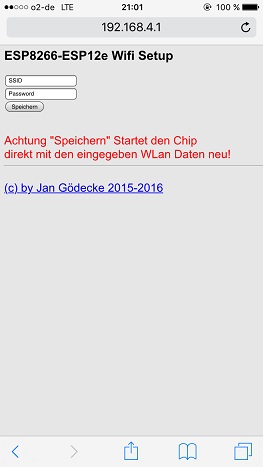 o2-de LTE 21:01 100 %
192.168.4.1
ESP8266-ESP12e Wifi Setup
SSID
Password
Speichern
Achtung "Speichern" Startet den Chip
direkt mit den eingegeben WLan Daten neu!
(c) by Jan Gödecke 2015-2016